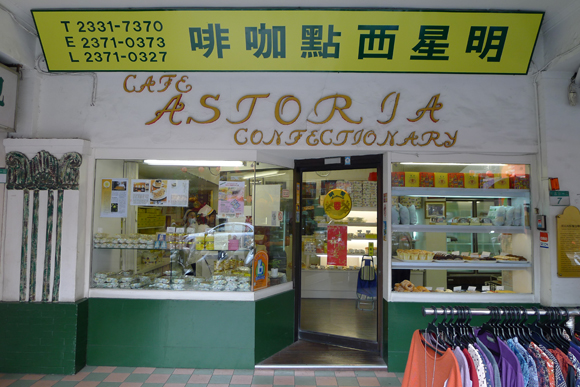 T 2331-7370
E 2371-0373
L 2371-0327
啡咖點西星明
CAFE
ASTORIA
CONFECTIONARY